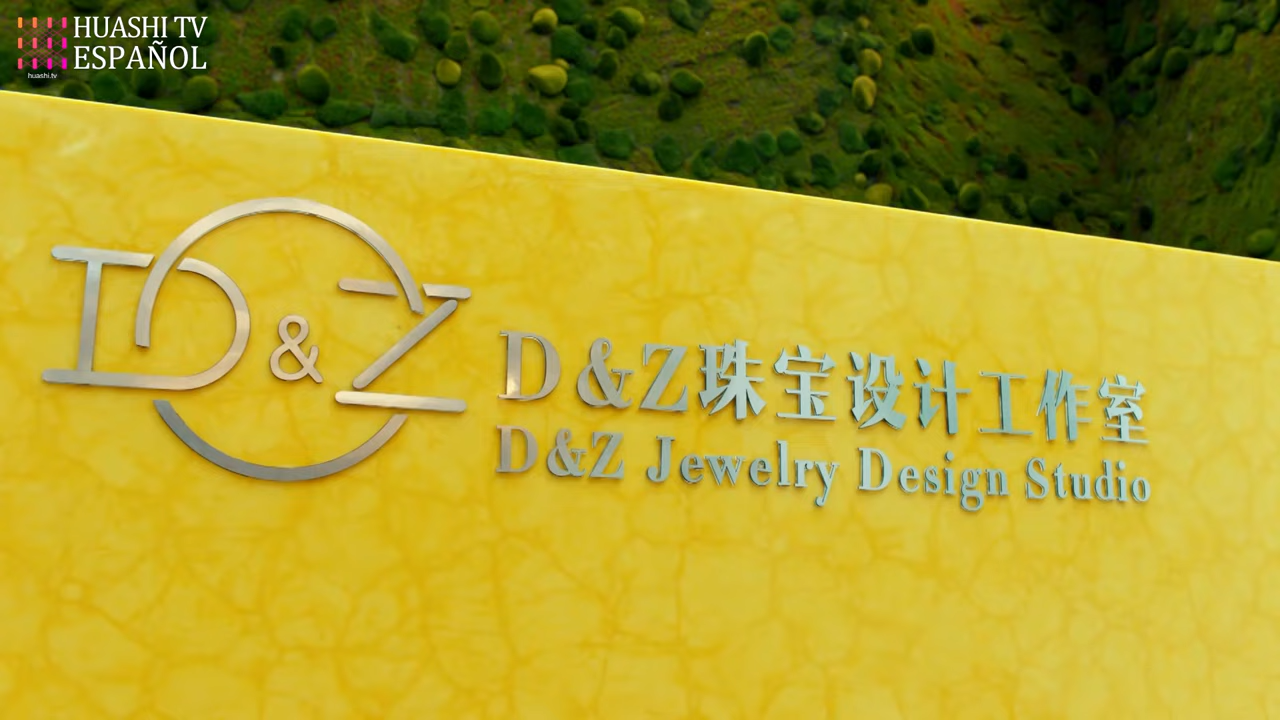 HUASHI TV
ESPAÑOL
huashi.tv
D&Z
D&Z珠宝设计工作室
D&Z Jewelry Design Studio